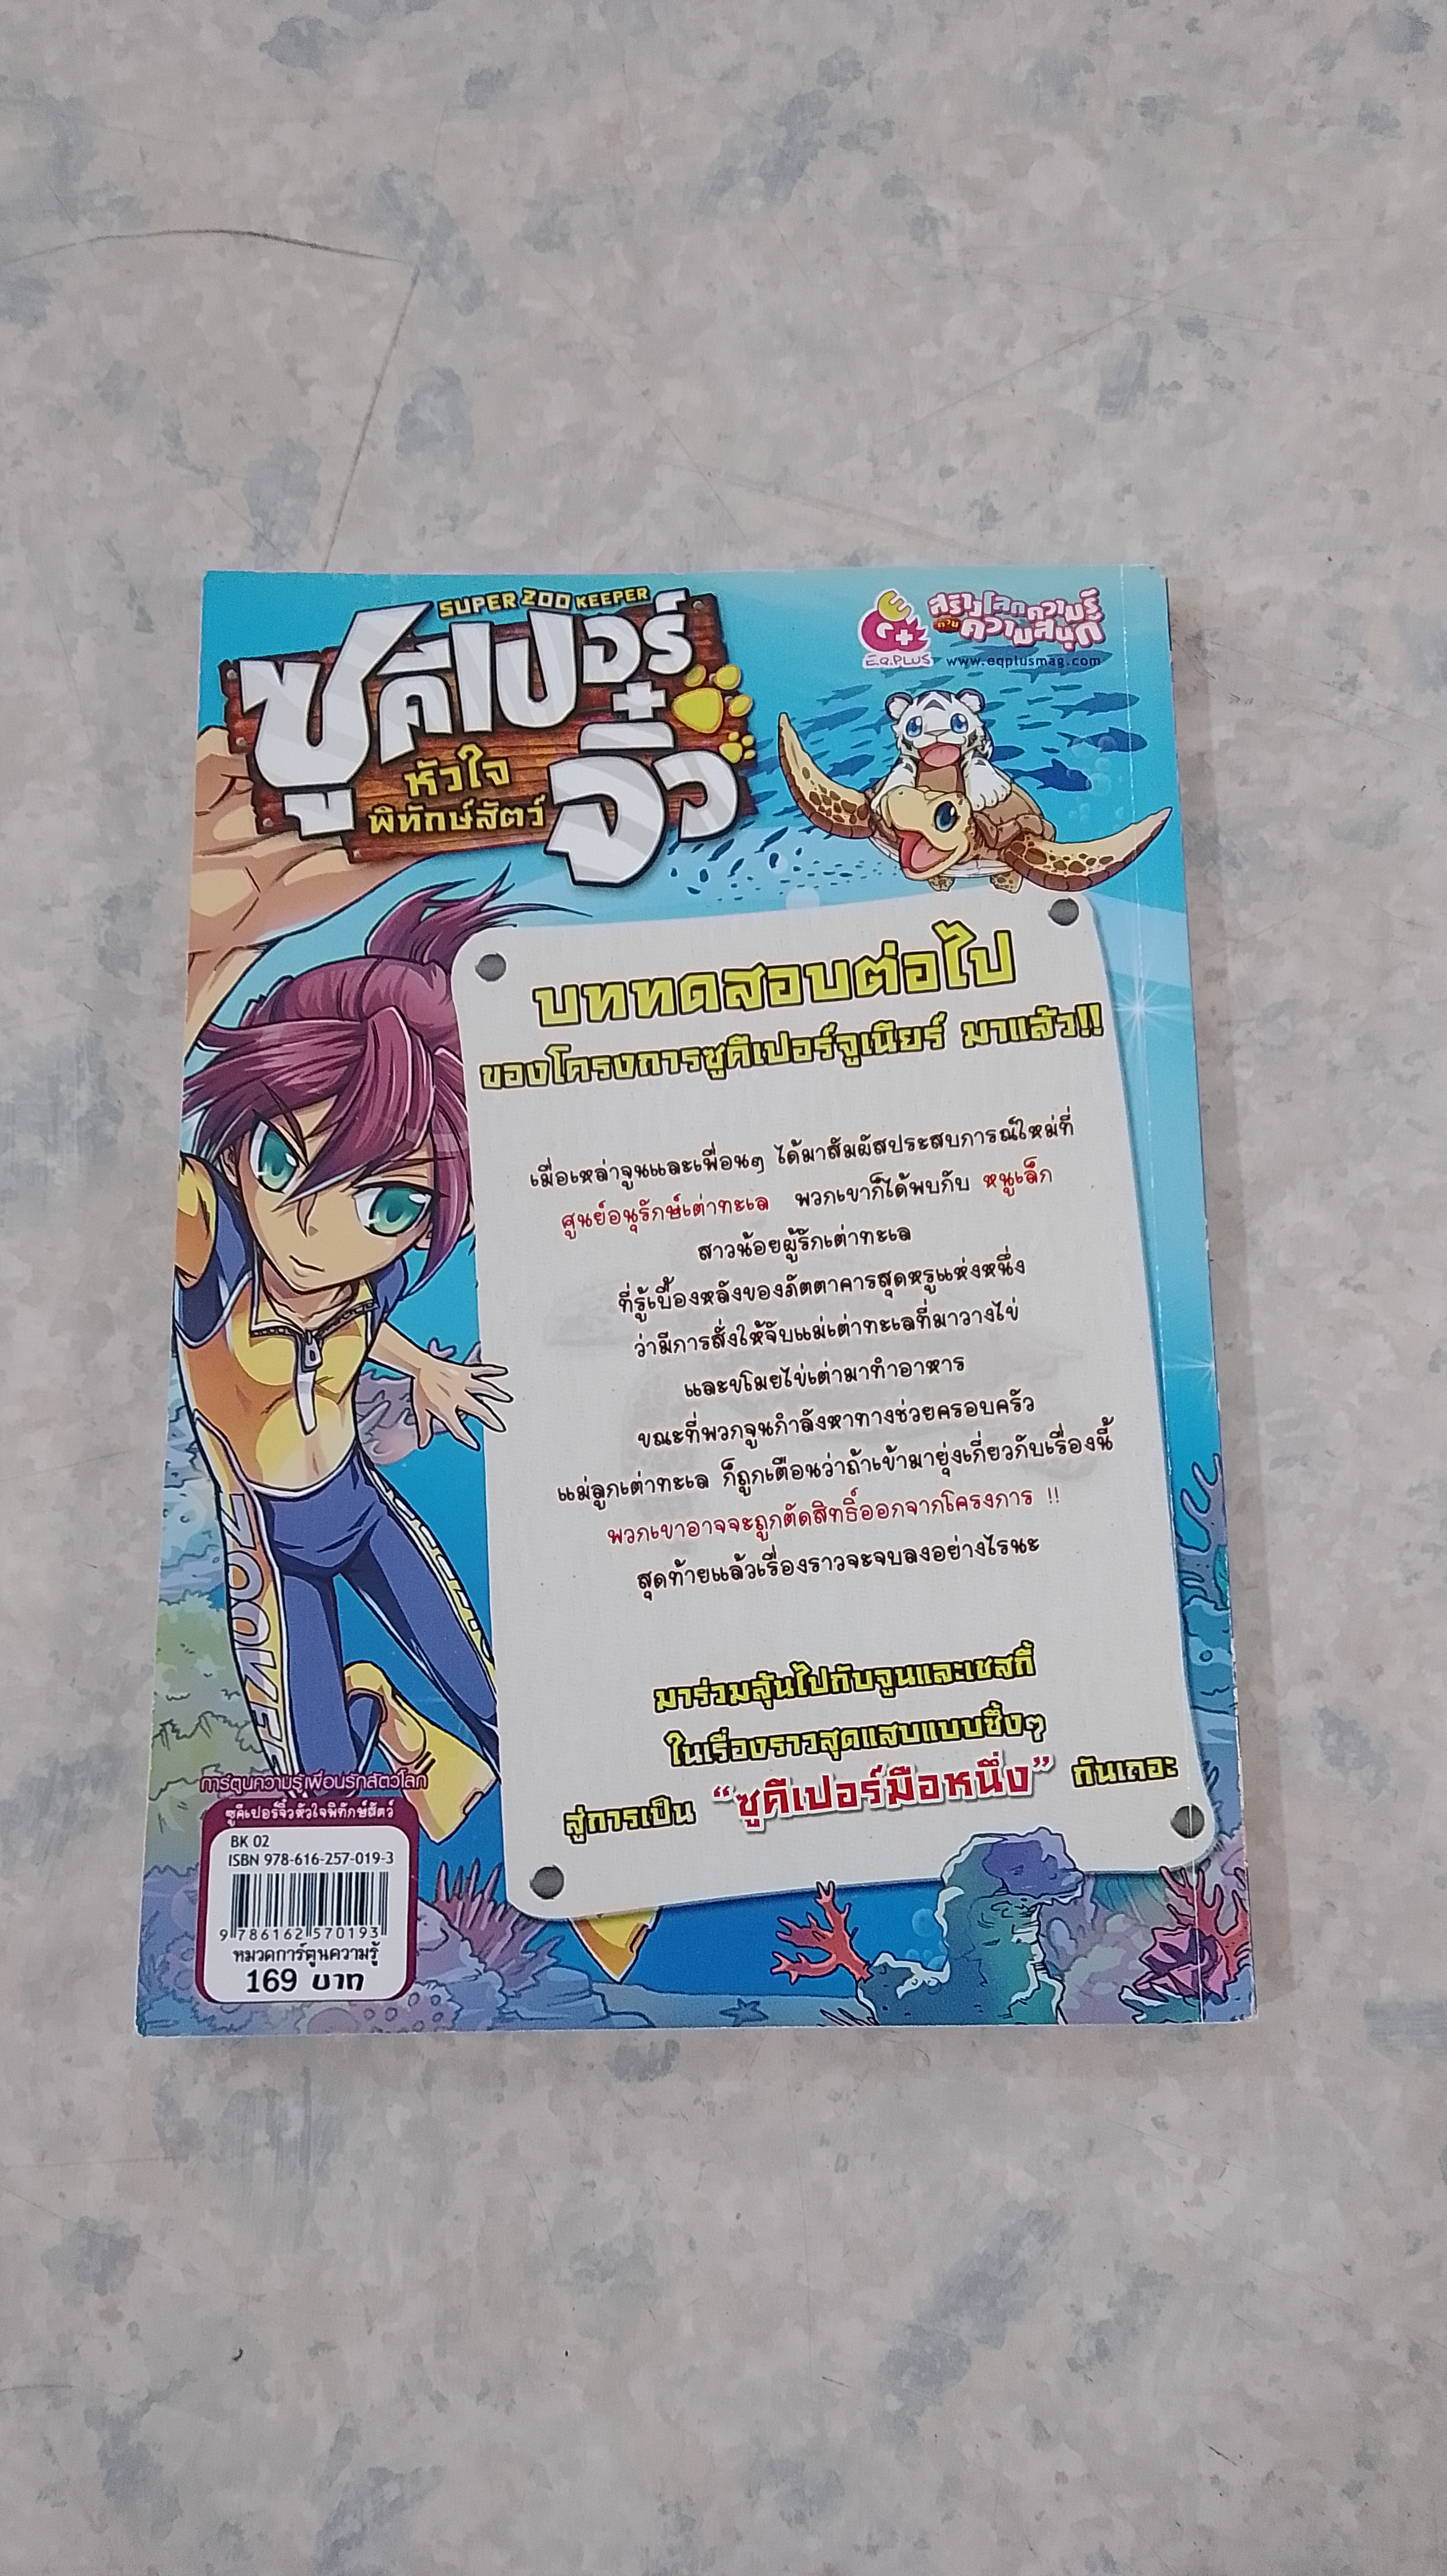 SUPER ZOO KEEPER
ซูคีเปอร์
จิ๋ว
หัวใจ
พิทักษ์สัตว์
E.Q.PLUS
สร้างโลกความรู้
ด้วย ความสนุก
www.eqplusmag.com
บททดสอบต่อไป
ของโครงการซูคีเปอร์จูเนียร์ มาแล้ว!!
เมื่อเหล่าจูนและเพื่อนๆ ได้มาสัมผัสประสบการณ์ใหม่ที่
ศูนย์อนุรักษ์เต่าทะเล พวกเขาก็ได้พบกับ หนูเล็ก
สาวน้อยผู้รักเต่าทะเล
ที่รู้เบื้องหลังของภัตตาคารสุดหรูแห่งหนึ่ง
ว่ามีการสั่งให้จับแม่เต่าทะเลที่มาวางไข่
และขโมยไข่เต่ามาทำอาหาร
ขณะที่พวกจูนกำลังหาทางช่วยครอบครัว
แม่ลูกเต่าทะเล ก็ถูกเตือนว่าถ้าเข้ามายุ่งเกี่ยวกับเรื่องนี้
พวกเขาอาจจะถูกตัดสิทธิ์ออกจากโครงการ !!
สุดท้ายแล้วเรื่องราวจะจบลงอย่างไรนะ
มาร่วมลุ้นไปกับจูนและเชสกี้
ในเรื่องราวสุดแสบแบบซึ้งๆ
สู่การเป็น “ซูคีเปอร์มือหนึ่ง” กันเถอะ
ZOOKEE
การ์ตูนความรู้เพื่อนรักสัตว์โลก
ซูคีเปอร์จิ๋วหัวใจพิทักษ์สัตว์
BK 02
ISBN 978-616-257-019-3
9 786162 570193
หมวดการ์ตูนความรู้
169 บาท